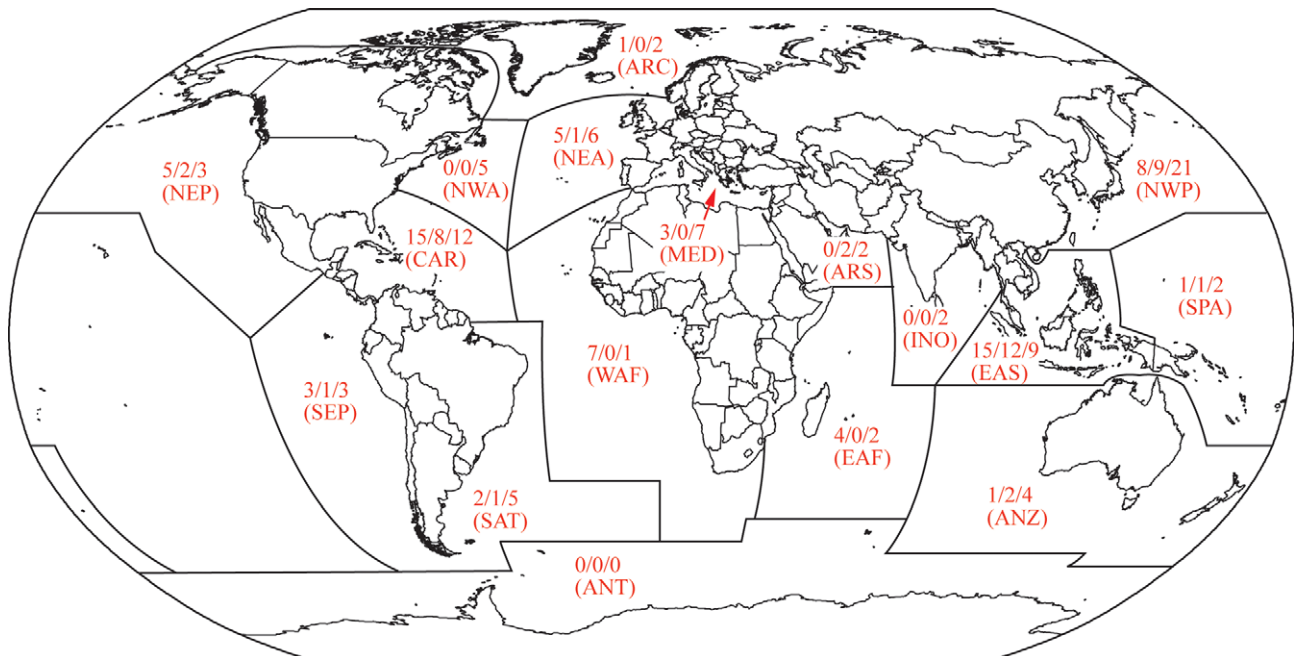 1/0/2
(ARC)
5/1/6
(NEA)
5/2/3
(NEP)
0/0/5
(NWA)
8/9/21
(NWP)
15/8/12
(CAR)
3/0/7
(MED)
0/2/2
(ARS)
1/1/2
(SPA)
0/0/2
(INO)
15/12/9
(EAS)
7/0/1
(WAF)
3/1/3
(SEP)
4/0/2
(EAF)
2/1/5
(SAT)
1/2/4
(ANZ)
0/0/0
(ANT)